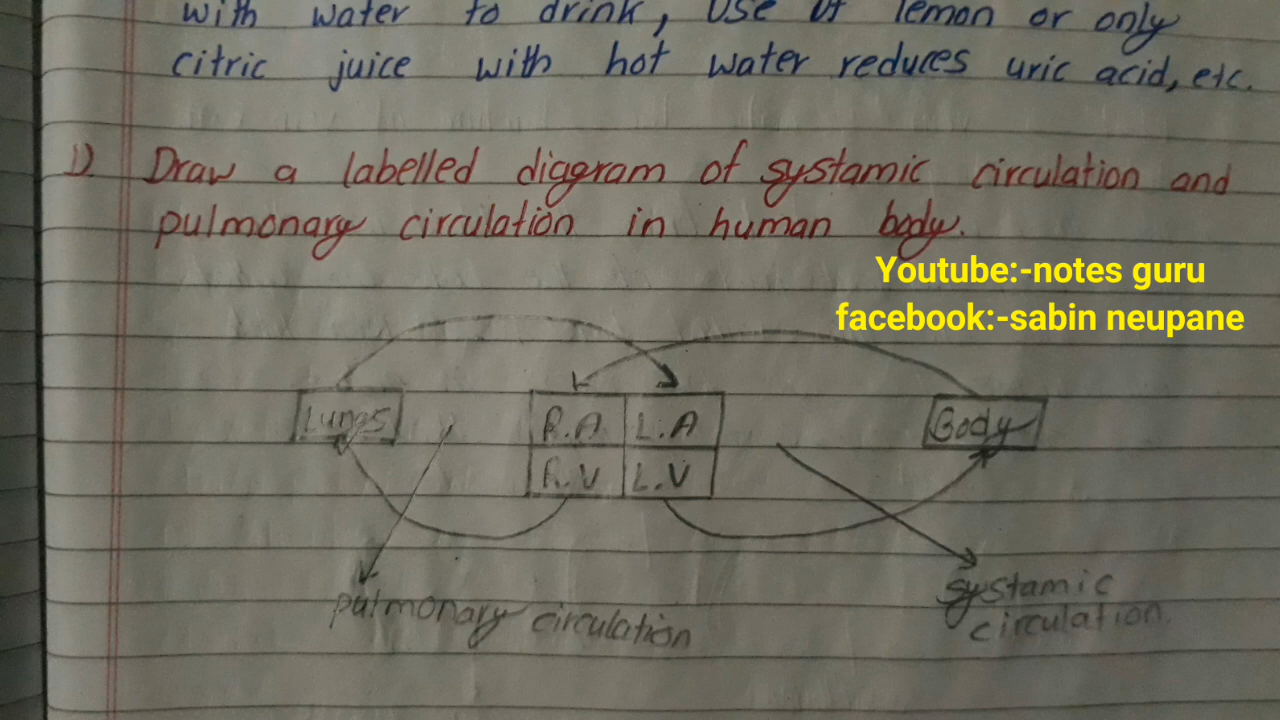 with water to drink, Use of lemon or only
citric juice with hot water reduces uric acid, etc.
1) Draw a labelled diagram of systamic circulation and
pulmonary circulation in human body.
Youtube:-notes guru
facebook:-sabin neupane
Lungs
R.A L.A
R.V L.V
Body
pulmonary circulation
systamic
circulation